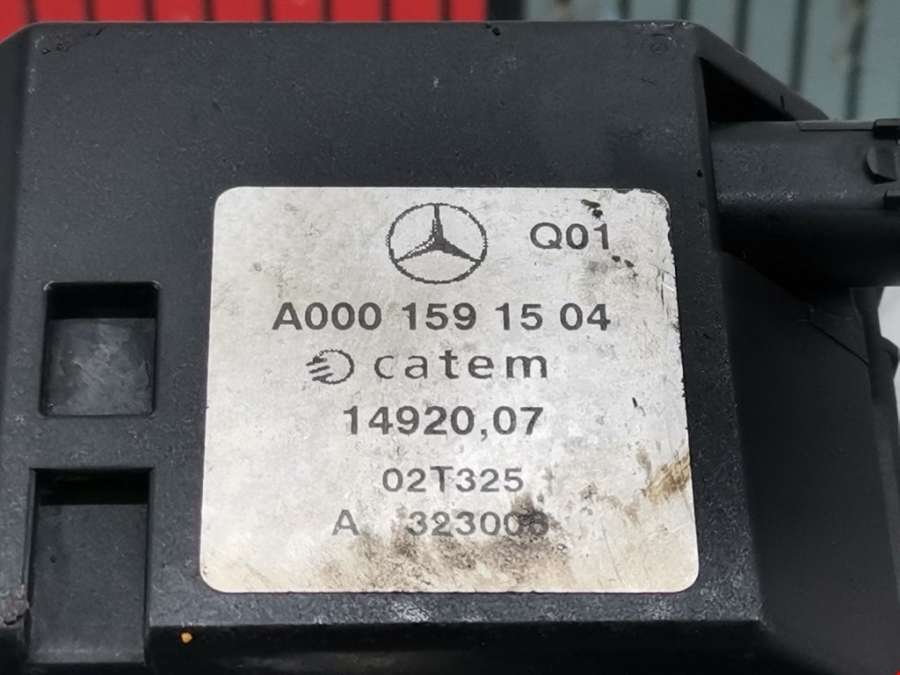 Q01
A000 159 15 04
catem
14920,07
02T325
A 323006